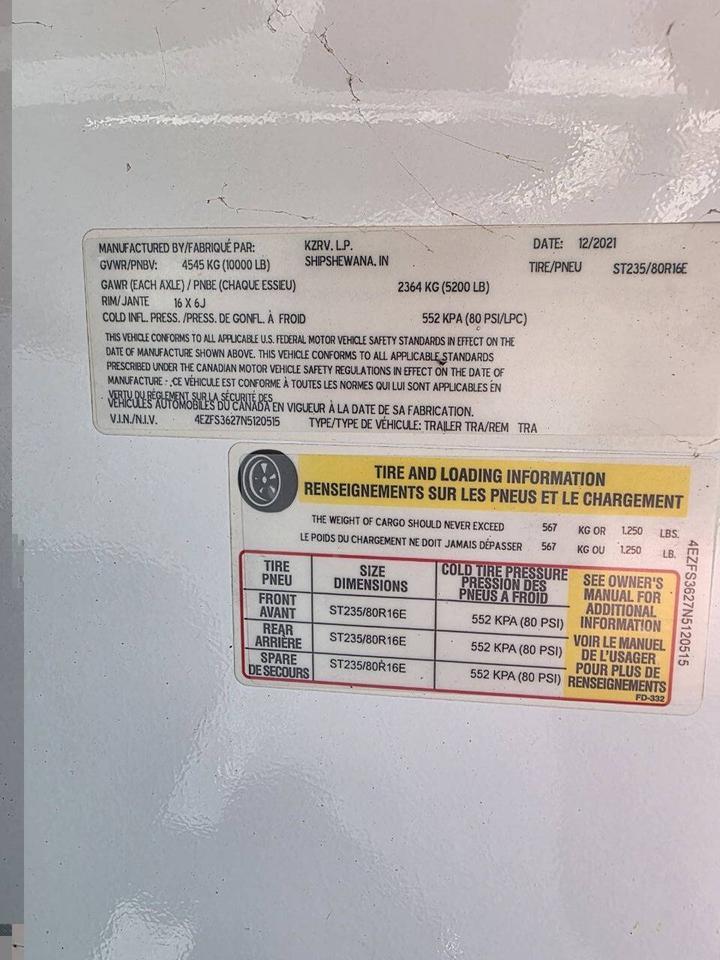 MANUFACTURED BY/FABRIQUÉ PAR: KZRV, L.P. DATE: 12/2021
GVWR/PNBV: 4545 KG (10000 LB) SHIPSHEWANA, IN TIRE/PNEU ST235/80R16E
GAWR (EACH AXLE) / PNBE (CHAQUE ESSIEU) 2364 KG (5200 LB)
RIM/JANTE 16 X 6J
COLD INFL. PRESS. /PRESS. DE GONFL. À FROID 552 KPA (80 PSI/LPC)
THIS VEHICLE CONFORMS TO ALL APPLICABLE U.S. FEDERAL MOTOR VEHICLE SAFETY STANDARDS IN EFFECT ON THE
DATE OF MANUFACTURE SHOWN ABOVE. THIS VEHICLE CONFORMS TO ALL APPLICABLE STANDARDS
PRESCRIBED UNDER THE CANADIAN MOTOR VEHICLE SAFETY REGULATIONS IN EFFECT ON THE DATE OF
MANUFACTURE - CE VÉHICULE EST CONFORME À TOUTES LES NORMES QUI LUI SONT APPLICABLES EN
VERTU DU RÈGLEMENT SUR LA SÉCURITÉ DES
VÉHICULES AUTOMOBILES DU CANADA EN VIGUEUR À LA DATE DE SA FABRICATION.
V.I.N./N.I.V. 4EZFS3627N5120515 TYPE/TYPE DE VÉHICULE: TRAILER TRA/REM TRA
TIRE AND LOADING INFORMATION
RENSEIGNEMENTS SUR LES PNEUS ET LE CHARGEMENT
THE WEIGHT OF CARGO SHOULD NEVER EXCEED 567 KG OR 1,250 LBS.
LE POIDS DU CHARGEMENT NE DOIT JAMAIS DÉPASSER 567 KG OU 1,250 LB.
TIRE
PNEU
SIZE
DIMENSIONS
COLD TIRE PRESSURE
PRESSION DES
PNEUS A FROID
FRONT
AVANT
ST235/80R16E
552 KPA (80 PSI)
REAR
ARRIÈRE
ST235/80R16E
552 KPA (80 PSI)
SPARE
DE SECOURS
ST235/80R16E
552 KPA (80 PSI)
SEE OWNER'S
MANUAL FOR
ADDITIONAL
INFORMATION
VOIR LE MANUEL
DE L'USAGER
POUR PLUS DE
RENSEIGNEMENTS
FD-332
4EZFS3627N5120515